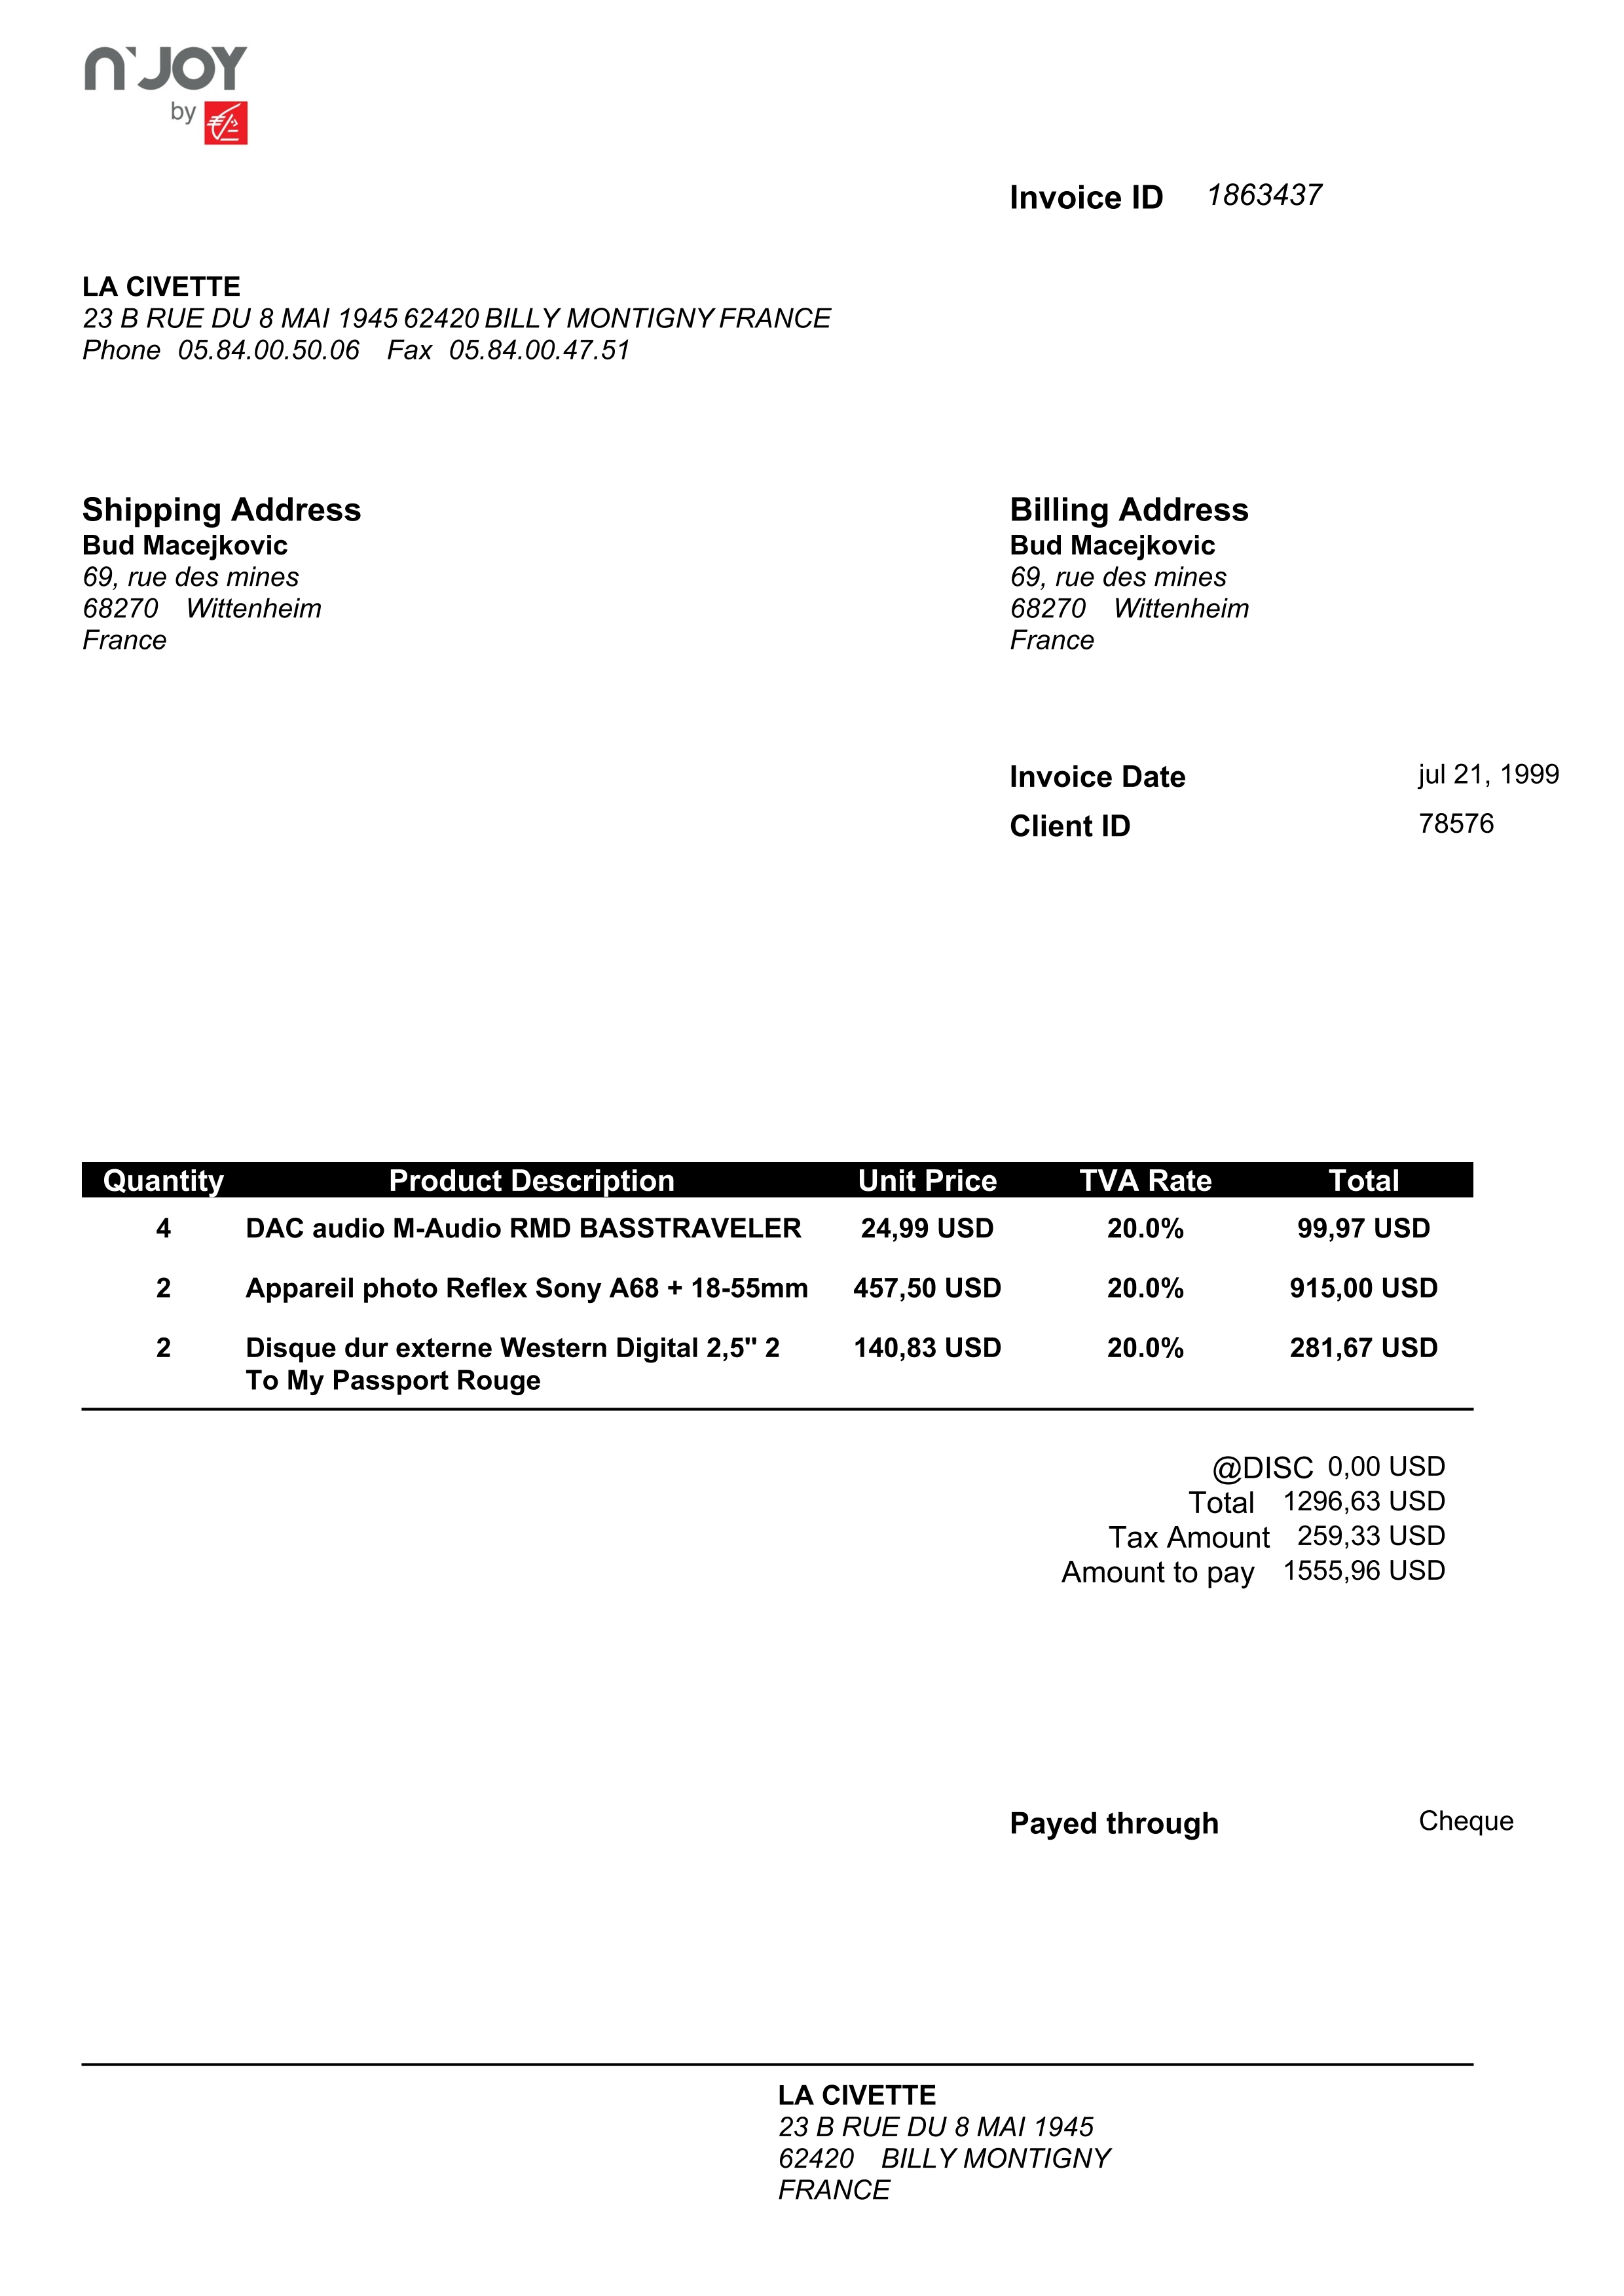 n'JOY
by
Invoice ID 1863437
LA CIVETTE
23 B RUE DU 8 MAI 1945 62420 BILLY MONTIGNY FRANCE
Phone 05.84.00.50.06 Fax 05.84.00.47.51
Shipping Address
Bud Macejkovic
69, rue des mines
68270 Wittenheim
France
Billing Address
Bud Macejkovic
69, rue des mines
68270 Wittenheim
France
Invoice Date jul 21, 1999
Client ID 78576
Quantity Product Description Unit Price TVA Rate Total
4 DAC audio M-Audio RMD BASSTRAVELER 24,99 USD 20.0% 99,97 USD
2 Appareil photo Reflex Sony A68 + 18-55mm 457,50 USD 20.0% 915,00 USD
2 Disque dur externe Western Digital 2,5" 2 140,83 USD 20.0% 281,67 USD
To My Passport Rouge
@DISC 0,00 USD
Total 1296,63 USD
Tax Amount 259,33 USD
Amount to pay 1555,96 USD
Payed through Cheque
LA CIVETTE
23 B RUE DU 8 MAI 1945
62420 BILLY MONTIGNY
FRANCE